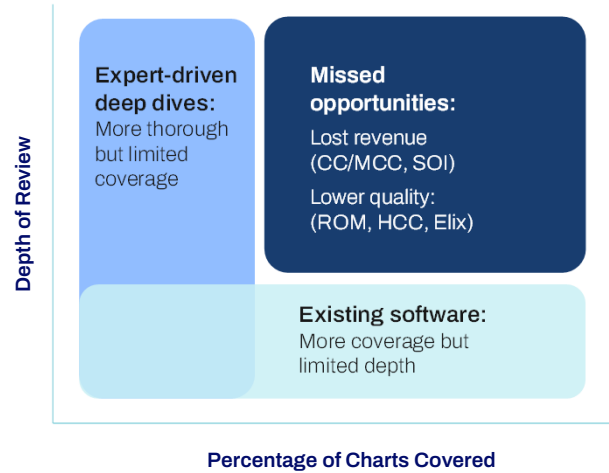 Depth of Review
Expert-driven
deep dives:
More thorough
but limited
coverage
Missed
opportunities:
Lost revenue
(CC/MCC, SOI)
Lower quality:
(ROM, HCC, Elix)
Existing software:
More coverage but
limited depth
Percentage of Charts Covered